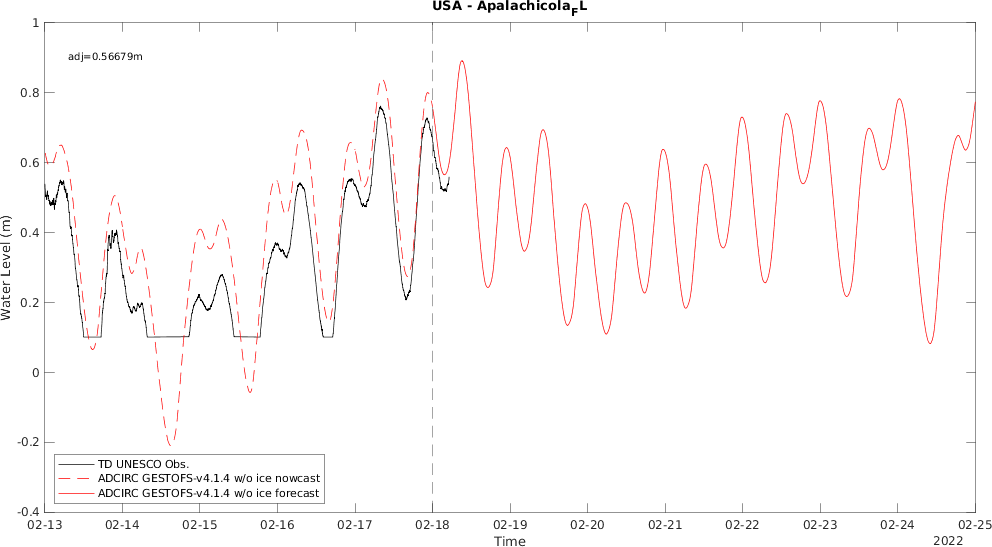 USA - ApalachicolaFL
adj=0.56679m
1
0.8
0.6
0.4
0.2
0
-0.2
-0.4
Water Level (m)
TD UNESCO Obs.
ADCIRC GESTOFS-v4.1.4 w/o ice nowcast
ADCIRC GESTOFS-v4.1.4 w/o ice forecast
02-13 02-14 02-15 02-16 02-17 02-18 02-19 02-20 02-21 02-22 02-23 02-24 02-25
Time
2022